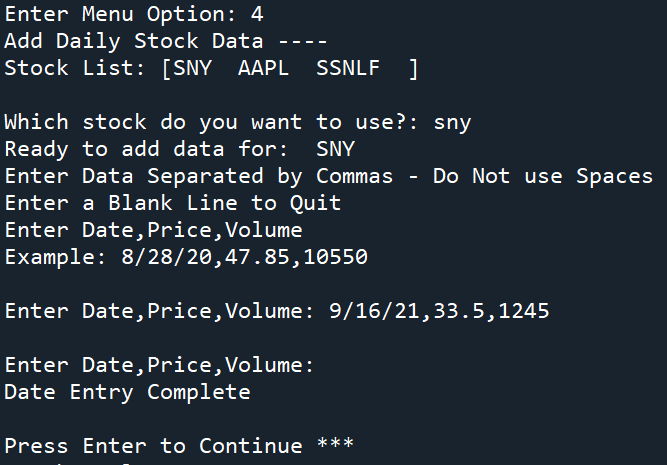 Enter Menu Option: 4
Add Daily Stock Data ----
Stock List: [SNY  AAPL  SSNLF  ]
Which stock do you want to use?: sny
Ready to add data for:  SNY
Enter Data Separated by Commas - Do Not use Spaces
Enter a Blank Line to Quit
Enter Date,Price,Volume
Example: 8/28/20,47.85,10550
Enter Date,Price,Volume: 9/16/21,33.5,1245
Enter Date,Price,Volume:
Date Entry Complete
Press Enter to Continue ***